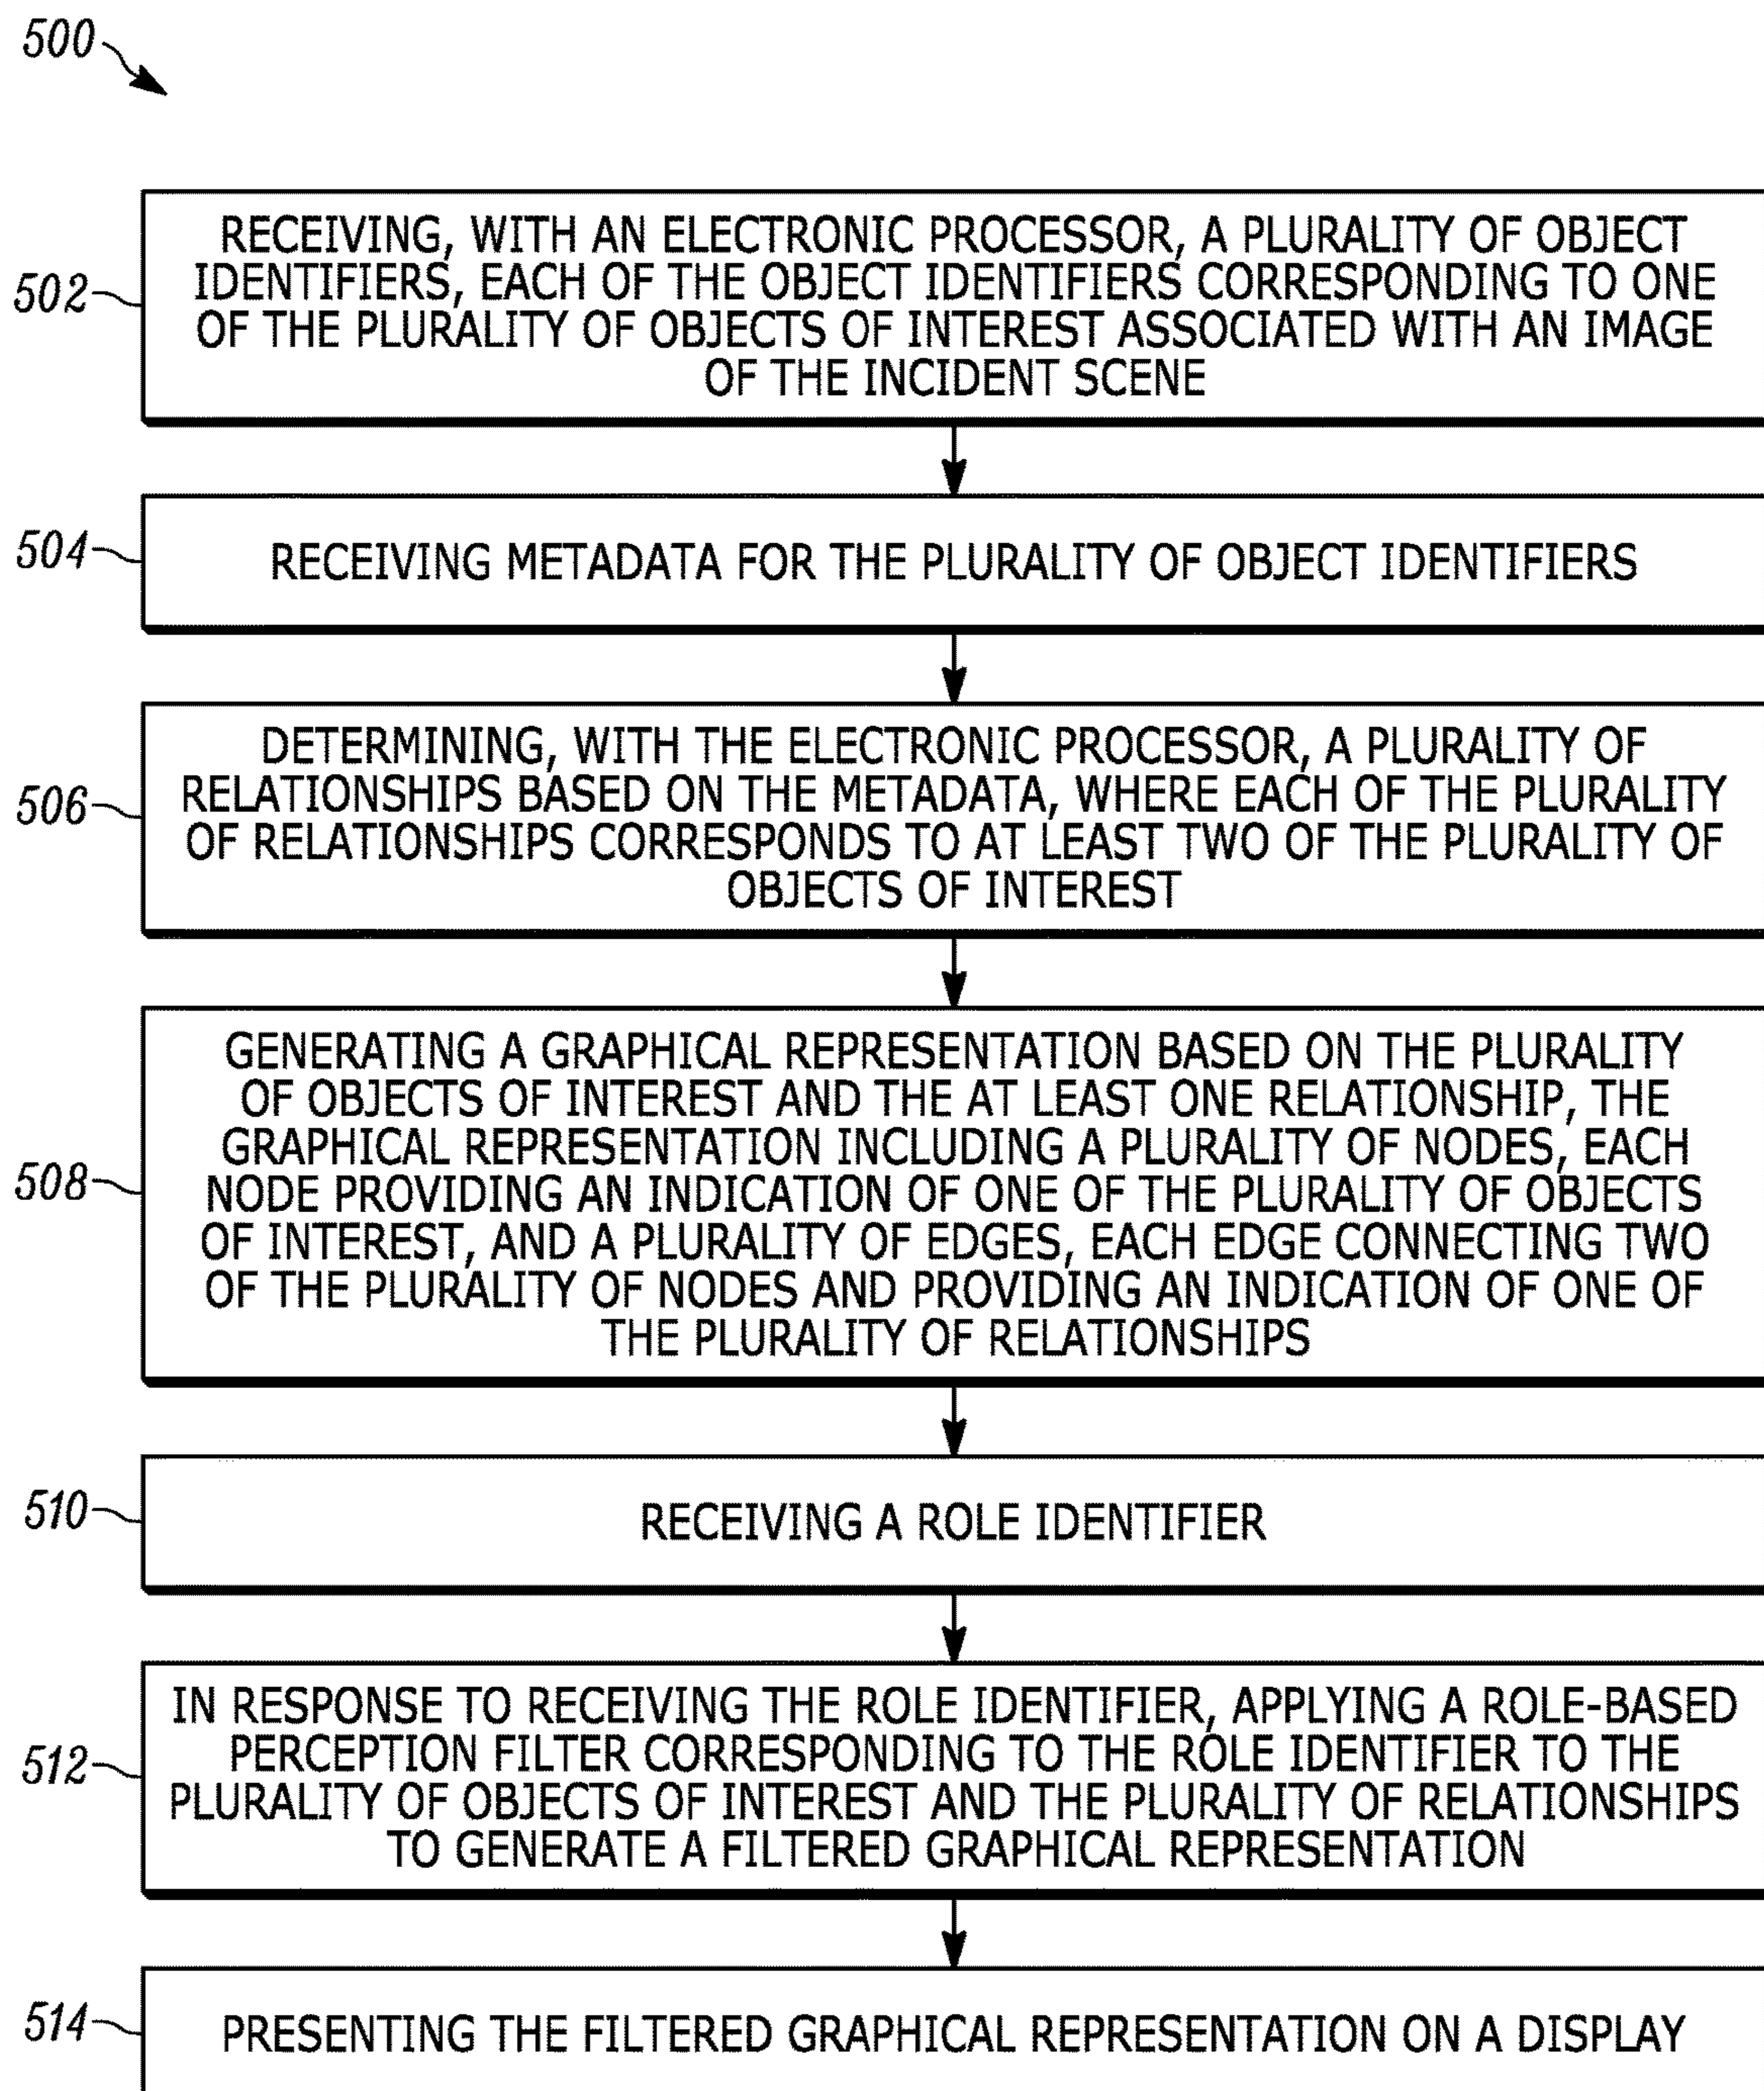 500
502
RECEIVING, WITH AN ELECTRONIC PROCESSOR, A PLURALITY OF OBJECT
IDENTIFIERS, EACH OF THE OBJECT IDENTIFIERS CORRESPONDING TO ONE
OF THE PLURALITY OF OBJECTS OF INTEREST ASSOCIATED WITH AN IMAGE
OF THE INCIDENT SCENE
504
RECEIVING METADATA FOR THE PLURALITY OF OBJECT IDENTIFIERS
506
DETERMINING, WITH THE ELECTRONIC PROCESSOR, A PLURALITY OF
RELATIONSHIPS BASED ON THE METADATA, WHERE EACH OF THE PLURALITY
OF RELATIONSHIPS CORRESPONDS TO AT LEAST TWO OF THE PLURALITY OF
OBJECTS OF INTEREST
508
GENERATING A GRAPHICAL REPRESENTATION BASED ON THE PLURALITY
OF OBJECTS OF INTEREST AND THE AT LEAST ONE RELATIONSHIP, THE
GRAPHICAL REPRESENTATION INCLUDING A PLURALITY OF NODES, EACH
NODE PROVIDING AN INDICATION OF ONE OF THE PLURALITY OF OBJECTS
OF INTEREST, AND A PLURALITY OF EDGES, EACH EDGE CONNECTING TWO
OF THE PLURALITY OF NODES AND PROVIDING AN INDICATION OF ONE OF
THE PLURALITY OF RELATIONSHIPS
510
RECEIVING A ROLE IDENTIFIER
512
IN RESPONSE TO RECEIVING THE ROLE IDENTIFIER, APPLYING A ROLE-BASED
PERCEPTION FILTER CORRESPONDING TO THE ROLE IDENTIFIER TO THE
PLURALITY OF OBJECTS OF INTEREST AND THE PLURALITY OF RELATIONSHIPS
TO GENERATE A FILTERED GRAPHICAL REPRESENTATION
514
PRESENTING THE FILTERED GRAPHICAL REPRESENTATION ON A DISPLAY